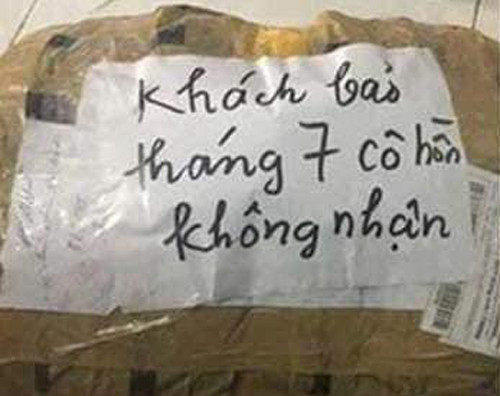 Khách bảo
tháng 7 cô hồn
không nhận